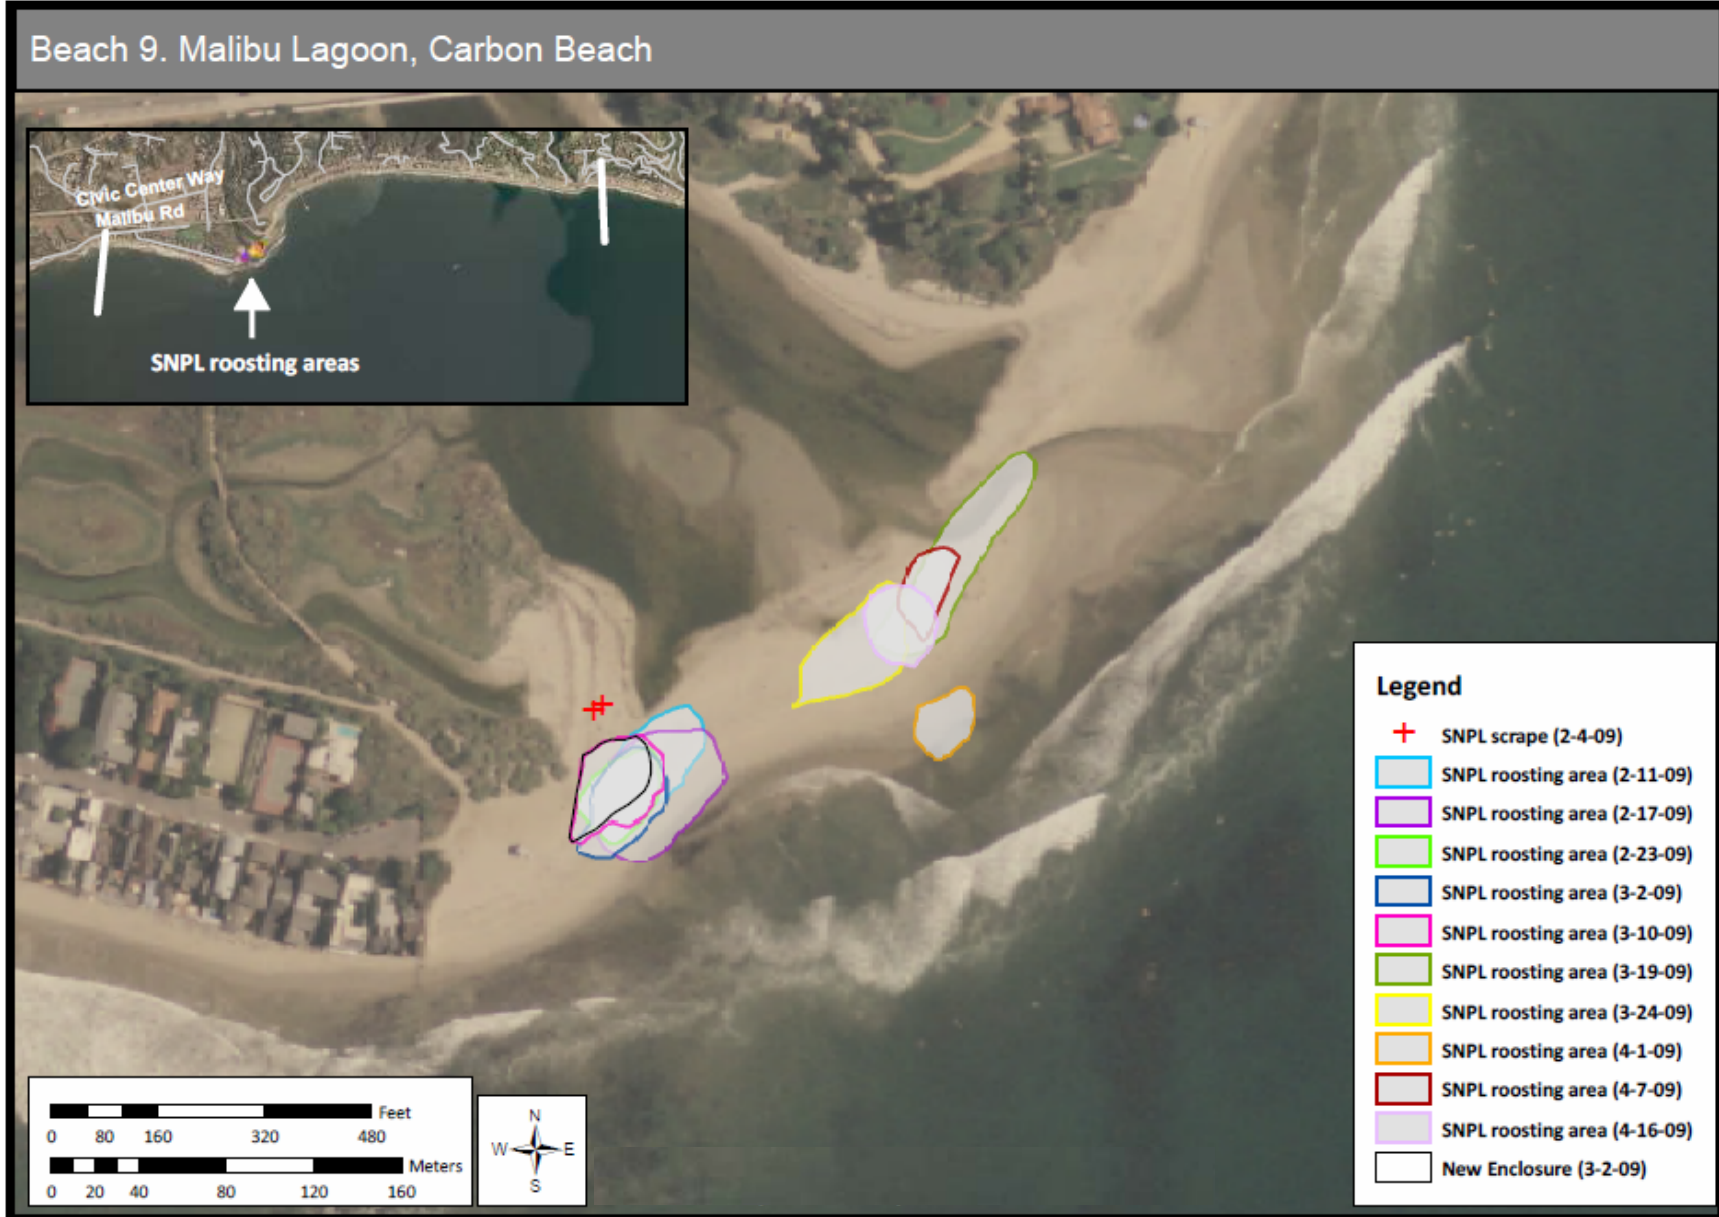 Beach 9. Malibu Lagoon, Carbon Beach
Civic Center Way
Malibu Rd
SNPL roosting areas
Legend
SNPL scrape (2-4-09)
SNPL roosting area (2-11-09)
SNPL roosting area (2-17-09)
SNPL roosting area (2-23-09)
SNPL roosting area (3-2-09)
SNPL roosting area (3-10-09)
SNPL roosting area (3-19-09)
SNPL roosting area (3-24-09)
SNPL roosting area (4-1-09)
SNPL roosting area (4-7-09)
SNPL roosting area (4-16-09)
New Enclosure (3-2-09)
Feet
0 80 160 320 480
Meters
0 20 40 80 120 160
N
W E
S